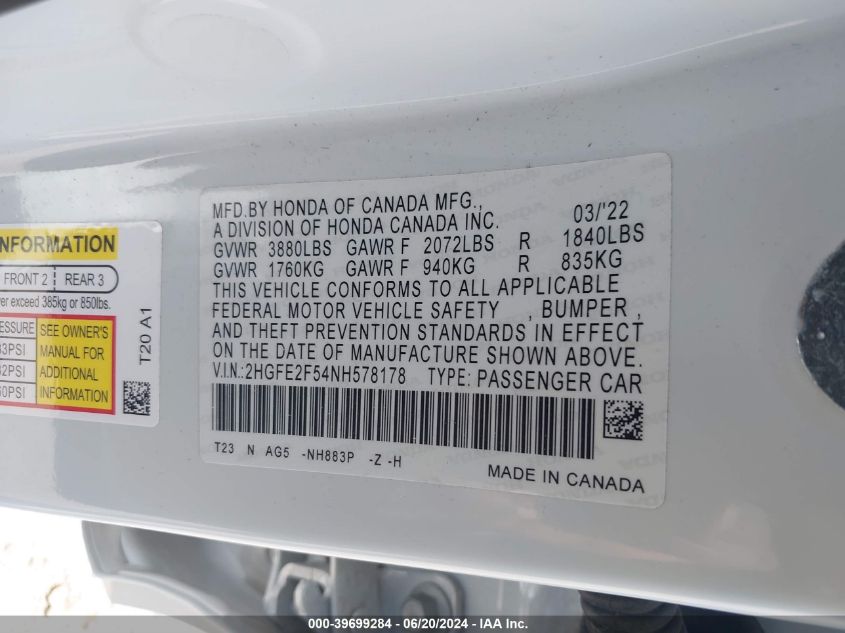 MFD.BY HONDA OF CANADA MFG., 03/'22
A DIVISION OF HONDA CANADA INC.
GVWR 3880LBS GAWR F 2072LBS R 1840LBS
GVWR 1760KG GAWR F 940KG R 835KG
THIS VEHICLE CONFORMS TO ALL APPLICABLE
FEDERAL MOTOR VEHICLE SAFETY , BUMPER ,
AND THEFT PREVENTION STANDARDS IN EFFECT
ON THE DATE OF MANUFACTURE SHOWN ABOVE.
V.I.N.:2HGFE2F54NH578178 TYPE: PASSENGER CAR
T23 N AG5 -NH883P -Z -H
MADE IN CANADA
INFORMATION
FRONT 2 REAR 3
exceed 385kg or 850lbs.
SEE OWNER'S
MANUAL FOR
ADDITIONAL
INFORMATION
T20 A1
000-39699284 / 06/20/2024 / IAA Inc.